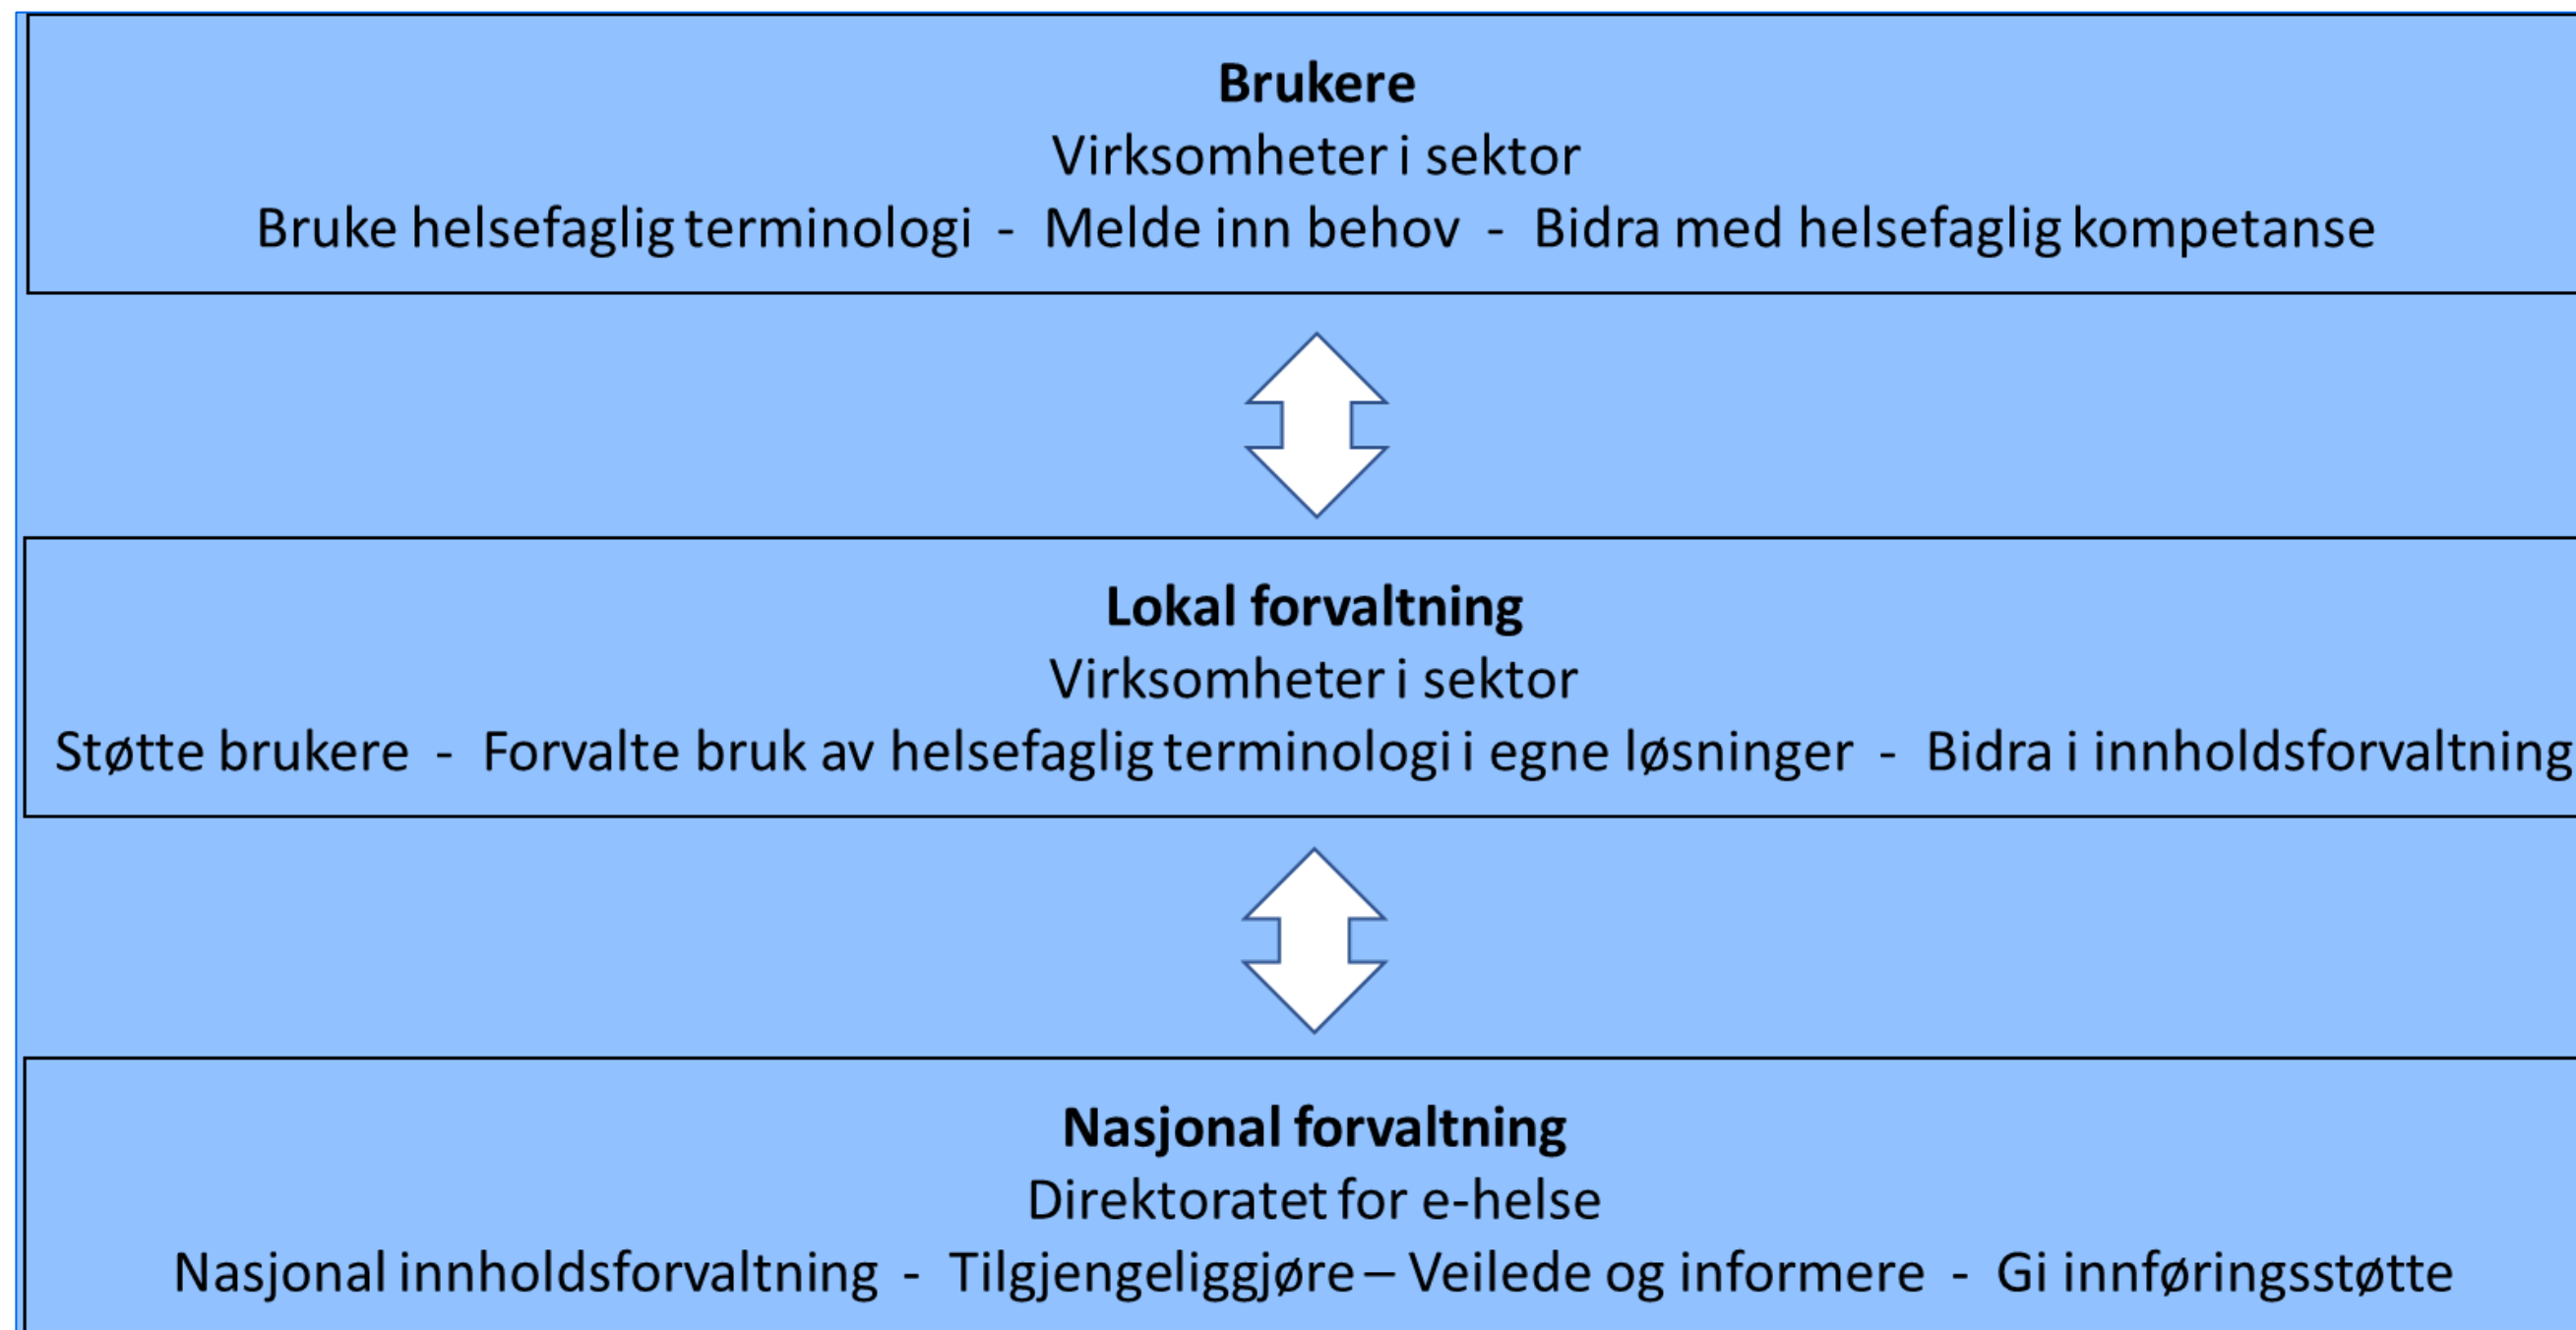 Brukere
Virksomheter i sektor
Bruke helsefaglig terminologi - Melde inn behov - Bidra med helsefaglig kompetanse
Lokal forvaltning
Virksomheter i sektor
Støtte brukere - Forvalte bruk av helsefaglig terminologi i egne løsninger - Bidra i innholdsforvaltning
Nasjonal forvaltning
Direktoratet for e-helse
Nasjonal innholdsforvaltning - Tilgjengeliggjøre – Veilede og informere - Gi innføringsstøtte